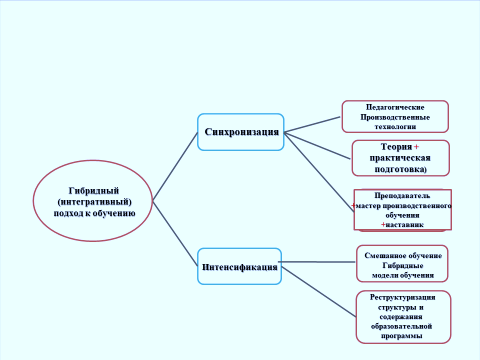 Гибридный
(интегративный)
подход к обучению
Синхронизация
Педагогические
Производственные
технологии
Теория +
практическая
подготовка)
Преподаватель
+мастер производственного
обучения
+наставник
Интенсификация
Смешанное обучение
Гибридные
модели обучения
Реструктуризация
структуры и
содержания
образовательной
программы